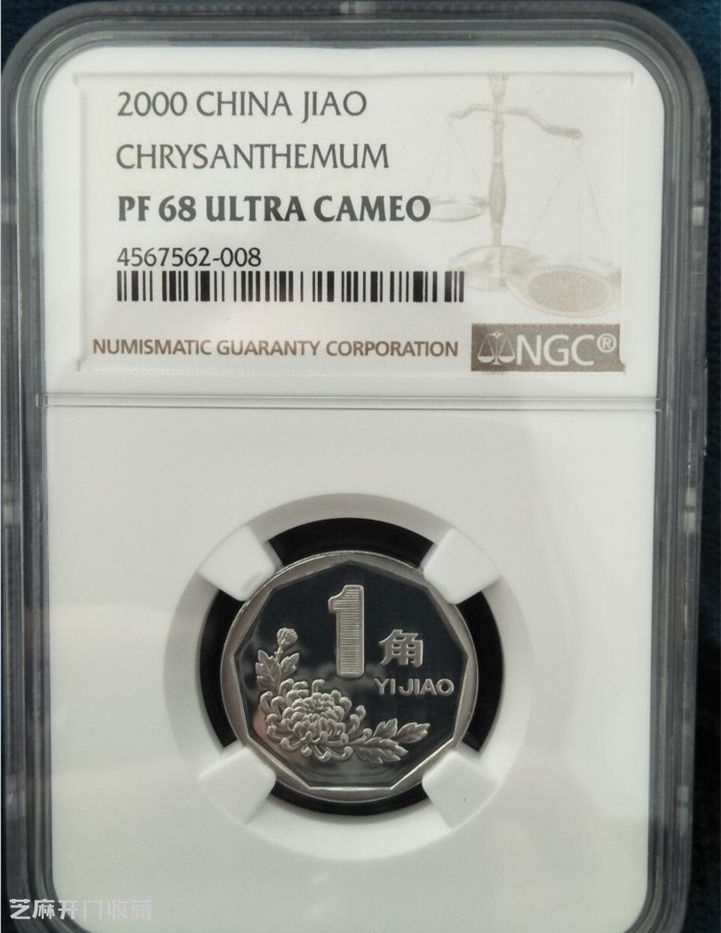 2000 CHINA JIAO
CHRYSANTHEMUM
PF 68 ULTRA CAMEO
4567562-008
NUMISMATIC GUARANTY CORPORATION
NGC®
1
角
YI JIAO
芝麻开门收藏